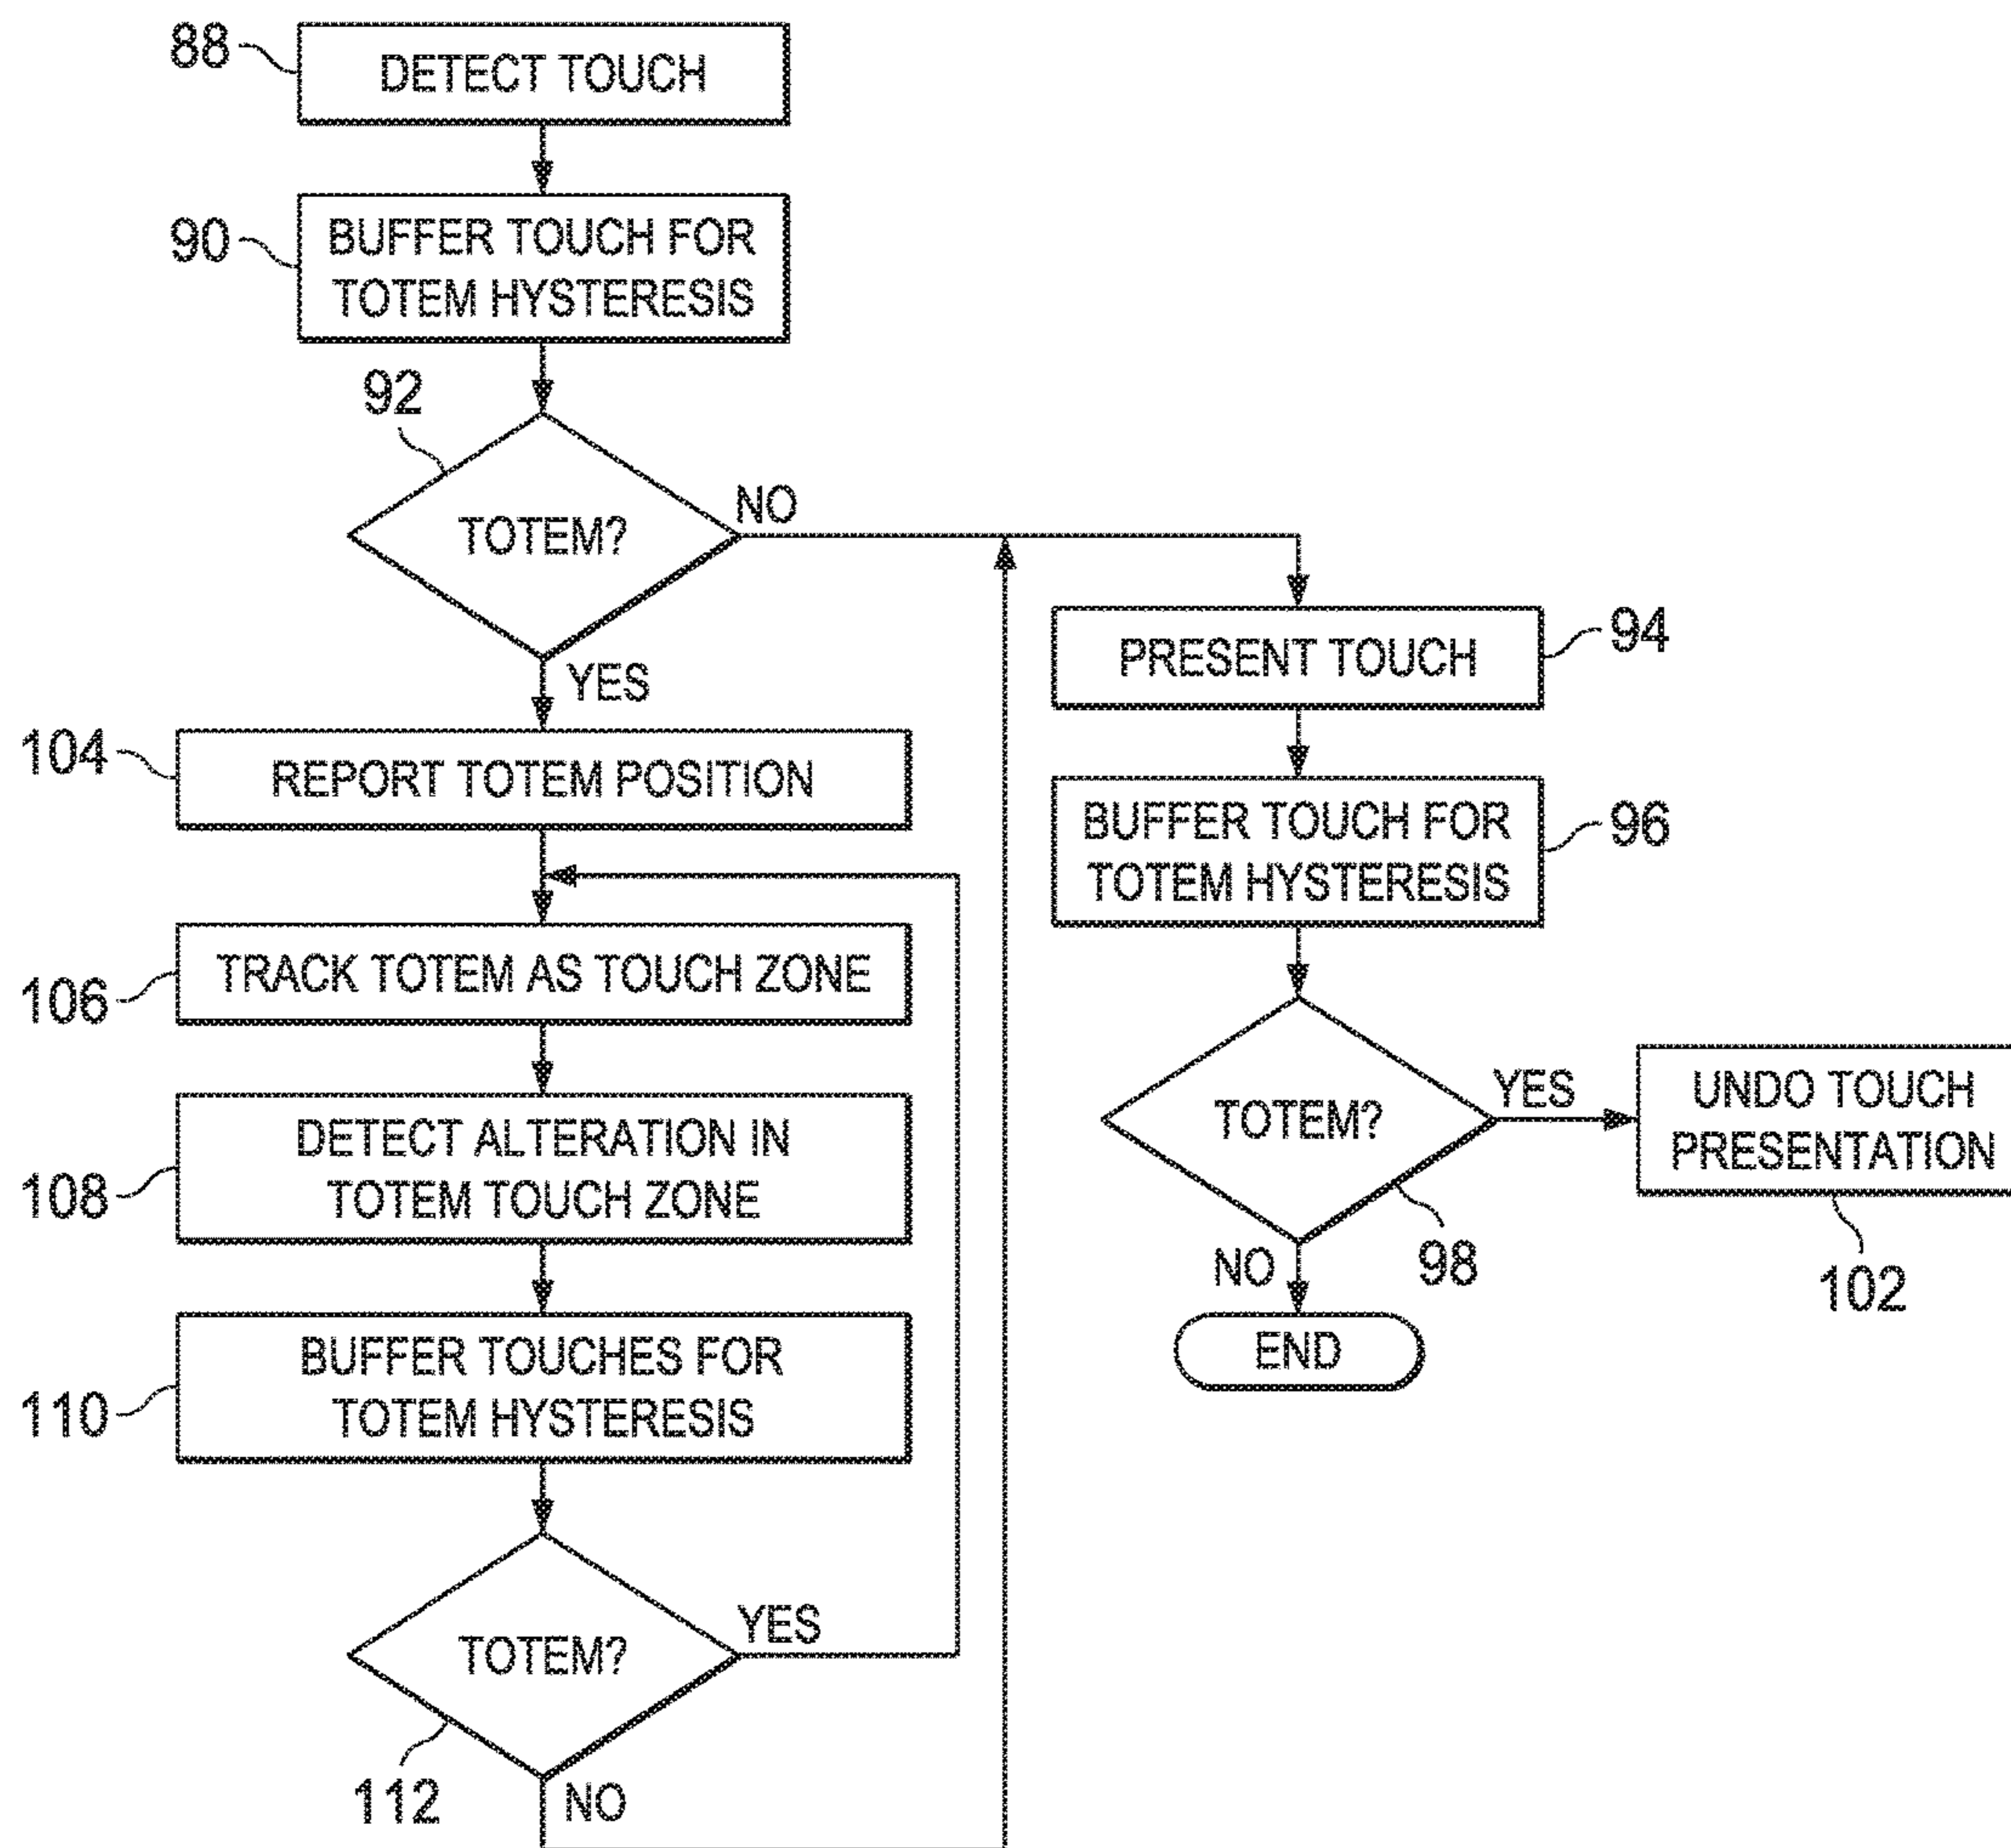 88
DETECT TOUCH
90
BUFFER TOUCH FOR
TOTEM HYSTERESIS
92
TOTEM?
NO
YES
104
REPORT TOTEM POSITION
106
TRACK TOTEM AS TOUCH ZONE
108
DETECT ALTERATION IN
TOTEM TOUCH ZONE
110
BUFFER TOUCHES FOR
TOTEM HYSTERESIS
TOTEM?
YES
112
NO
PRESENT TOUCH
94
BUFFER TOUCH FOR
TOTEM HYSTERESIS
96
TOTEM?
YES
98
NO
END
UNDO TOUCH
PRESENTATION
102